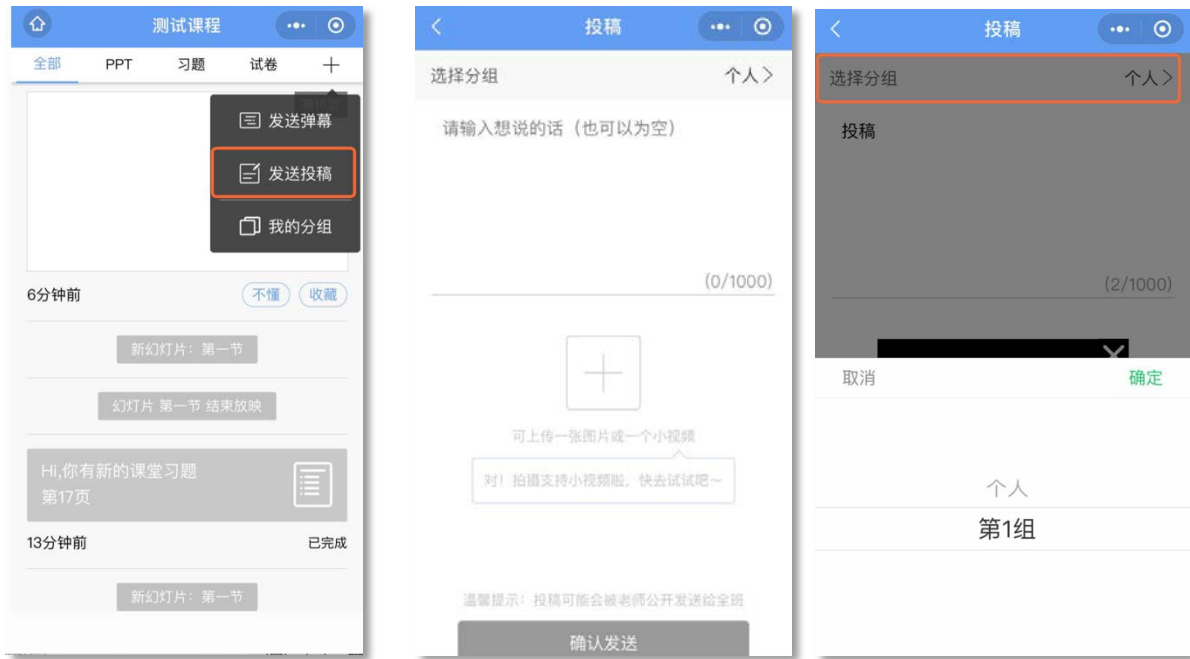 测试课程
全部 PPT 习题 试卷
发送弹幕
发送投稿
我的分组
6分钟前 不懂 收藏
新幻灯片：第一节
幻灯片 第一节 结束放映
Hi,你有新的课堂习题
第17页
13分钟前 已完成
新幻灯片：第一节
投稿
选择分组 个人
请输入想说的话（也可以为空）
(0/1000)
可上传一张图片或一个小视频
对！拍摄支持小视频啦，快去试试吧～
温馨提示：投稿可能会被老师公开发送给全班
确认发送
投稿
选择分组 个人
投稿
(2/1000)
取消 确定
个人
第1组